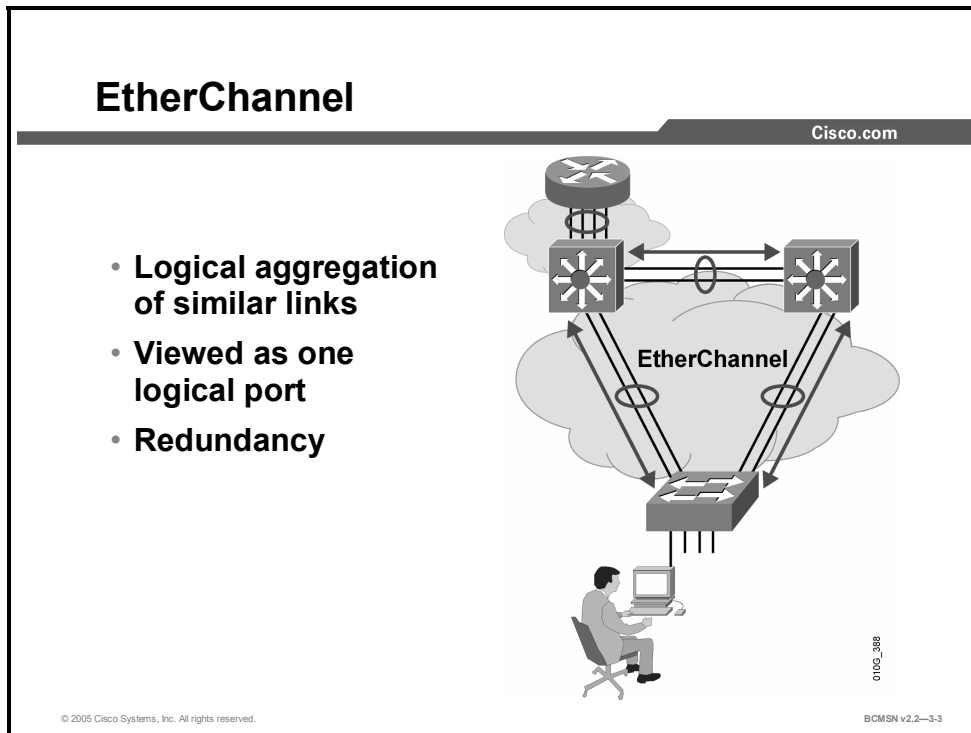 EtherChannel
Cisco.com
• Logical aggregation
of similar links
• Viewed as one
logical port
• Redundancy
EtherChannel
010G_388
© 2005 Cisco Systems, Inc. All rights reserved.
BCMSN v2.2—3-3